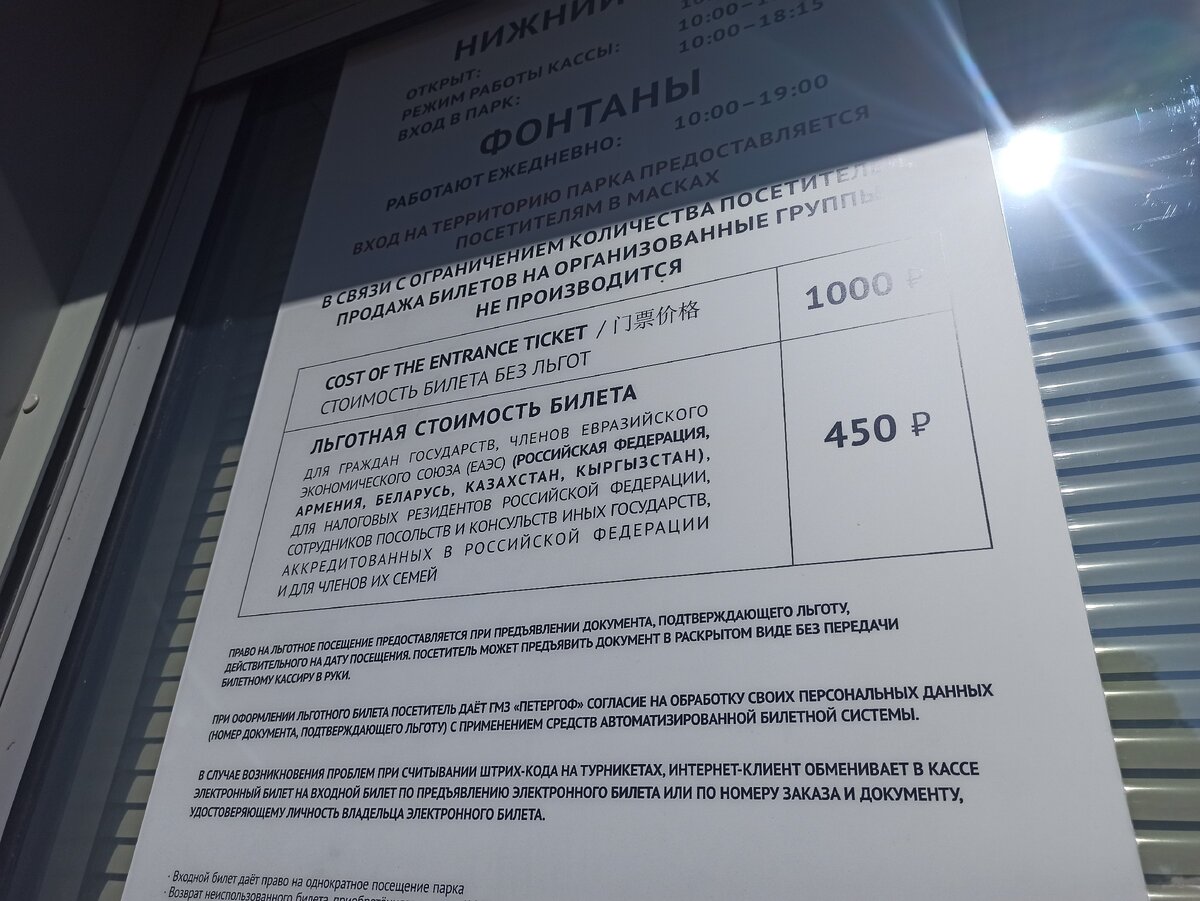 НИЖНИЙ
ОТКРЫТ:
РЕЖИМ РАБОТЫ КАССЫ: 10:00–
ВХОД В ПАРК: 10:00–18:15
ФОНТАНЫ
РАБОТАЮТ ЕЖЕДНЕВНО: 10:00–19:00
ВХОД НА ТЕРРИТОРИЮ ПАРКА ПРЕДОСТАВЛЯЕТСЯ
ПОСЕТИТЕЛЯМ В МАСКАХ
В СВЯЗИ С ОГРАНИЧЕНИЕМ КОЛИЧЕСТВА ПОСЕТИТЕЛ
ПРОДАЖА БИЛЕТОВ НА ОРГАНИЗОВАННЫЕ ГРУППЫ
НЕ ПРОИЗВОДИТСЯ
COST OF THE ENTRANCE TICKET / 门票价格
СТОИМОСТЬ БИЛЕТА БЕЗ ЛЬГОТ
1000 ₽
ЛЬГОТНАЯ СТОИМОСТЬ БИЛЕТА
ДЛЯ ГРАЖДАН ГОСУДАРСТВ, ЧЛЕНОВ ЕВРАЗИЙСКОГО
ЭКОНОМИЧЕСКОГО СОЮЗА (ЕАЭС) (РОССИЙСКАЯ ФЕДЕРАЦИЯ,
АРМЕНИЯ, БЕЛАРУСЬ, КАЗАХСТАН, КЫРГЫЗСТАН),
ДЛЯ НАЛОГОВЫХ РЕЗИДЕНТОВ РОССИЙСКОЙ ФЕДЕРАЦИИ,
СОТРУДНИКОВ ПОСОЛЬСТВ И КОНСУЛЬСТВ ИНЫХ ГОСУДАРСТВ,
АККРЕДИТОВАННЫХ В РОССИЙСКОЙ ФЕДЕРАЦИИ
И ДЛЯ ЧЛЕНОВ ИХ СЕМЕЙ
450 ₽
ПРАВО НА ЛЬГОТНОЕ ПОСЕЩЕНИЕ ПРЕДОСТАВЛЯЕТСЯ ПРИ ПРЕДЪЯВЛЕНИИ ДОКУМЕНТА, ПОДТВЕРЖДАЮЩЕГО ЛЬГОТУ,
ДЕЙСТВИТЕЛЬНОГО НА ДАТУ ПОСЕЩЕНИЯ. ПОСЕТИТЕЛЬ МОЖЕТ ПРЕДЪЯВИТЬ ДОКУМЕНТ В РАСКРЫТОМ ВИДЕ БЕЗ ПЕРЕДАЧИ
БИЛЕТНОМУ КАССИРУ В РУКИ.
ПРИ ОФОРМЛЕНИИ ЛЬГОТНОГО БИЛЕТА ПОСЕТИТЕЛЬ ДАЁТ ГМЗ «ПЕТЕРГОФ» СОГЛАСИЕ НА ОБРАБОТКУ СВОИХ ПЕРСОНАЛЬНЫХ ДАННЫХ
(НОМЕР ДОКУМЕНТА, ПОДТВЕРЖДАЮЩЕГО ЛЬГОТУ) С ПРИМЕНЕНИЕМ СРЕДСТВ АВТОМАТИЗИРОВАННОЙ БИЛЕТНОЙ СИСТЕМЫ.
В СЛУЧАЕ ВОЗНИКНОВЕНИЯ ПРОБЛЕМ ПРИ СЧИТЫВАНИИ ШТРИХ-КОДА НА ТУРНИКЕТАХ, ИНТЕРНЕТ-КЛИЕНТ ОБМЕНИВАЕТ В КАССЕ
ЭЛЕКТРОННЫЙ БИЛЕТ НА ВХОДНОЙ БИЛЕТ ПО ПРЕДЪЯВЛЕНИЮ ЭЛЕКТРОННОГО БИЛЕТА ИЛИ ПО НОМЕРУ ЗАКАЗА И ДОКУМЕНТУ,
УДОСТОВЕРЯЮЩЕМУ ЛИЧНОСТЬ ВЛАДЕЛЬЦА ЭЛЕКТРОННОГО БИЛЕТА.
· Входной билет даёт право на однократное посещение парка
· Возврат неиспользованного билета